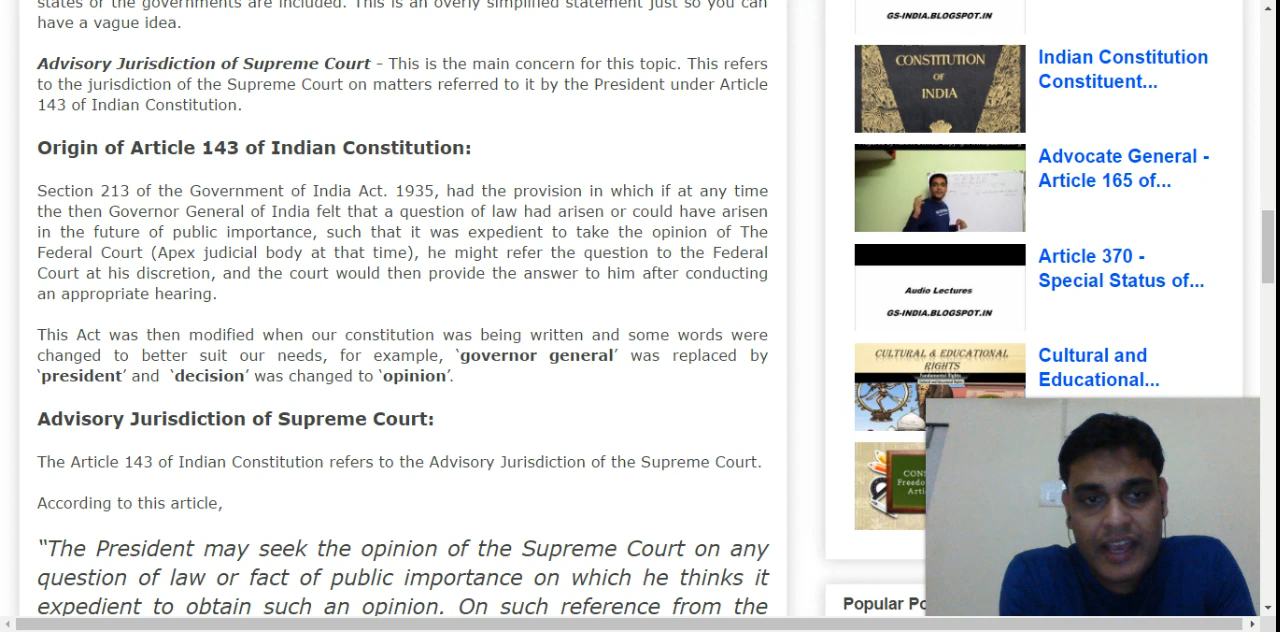 states or the governments are included. This is an overly simplified statement just so you can
have a vague idea.
Advisory Jurisdiction of Supreme Court - This is the main concern for this topic. This refers
to the jurisdiction of the Supreme Court on matters referred to it by the President under Article
143 of Indian Constitution.
Origin of Article 143 of Indian Constitution:
Section 213 of the Government of India Act. 1935, had the provision in which if at any time
the then Governor General of India felt that a question of law had arisen or could have arisen
in the future of public importance, such that it was expedient to take the opinion of The
Federal Court (Apex judicial body at that time), he might refer the question to the Federal
Court at his discretion, and the court would then provide the answer to him after conducting
an appropriate hearing.
This Act was then modified when our constitution was being written and some words were
changed to better suit our needs, for example, ‘governor general’ was replaced by
‘president’ and ‘decision’ was changed to ‘opinion’.
Advisory Jurisdiction of Supreme Court:
The Article 143 of Indian Constitution refers to the Advisory Jurisdiction of the Supreme Court.
According to this article,
“The President may seek the opinion of the Supreme Court on any
question of law or fact of public importance on which he thinks it
expedient to obtain such an opinion. On such reference from the
GS-INDIA.BLOGSPOT.IN
CONSTITUTION
OF
INDIA
Indian Constitution
Constituent...
Advocate General -
Article 165 of...
Audio Lectures
GS-INDIA.BLOGSPOT.IN
Article 370 -
Special Status of...
CULTURAL & EDUCATIONAL
RIGHTS
Fundamental Rights
Cultural and
Educational...
CON
Freed
Arti
Popular Po